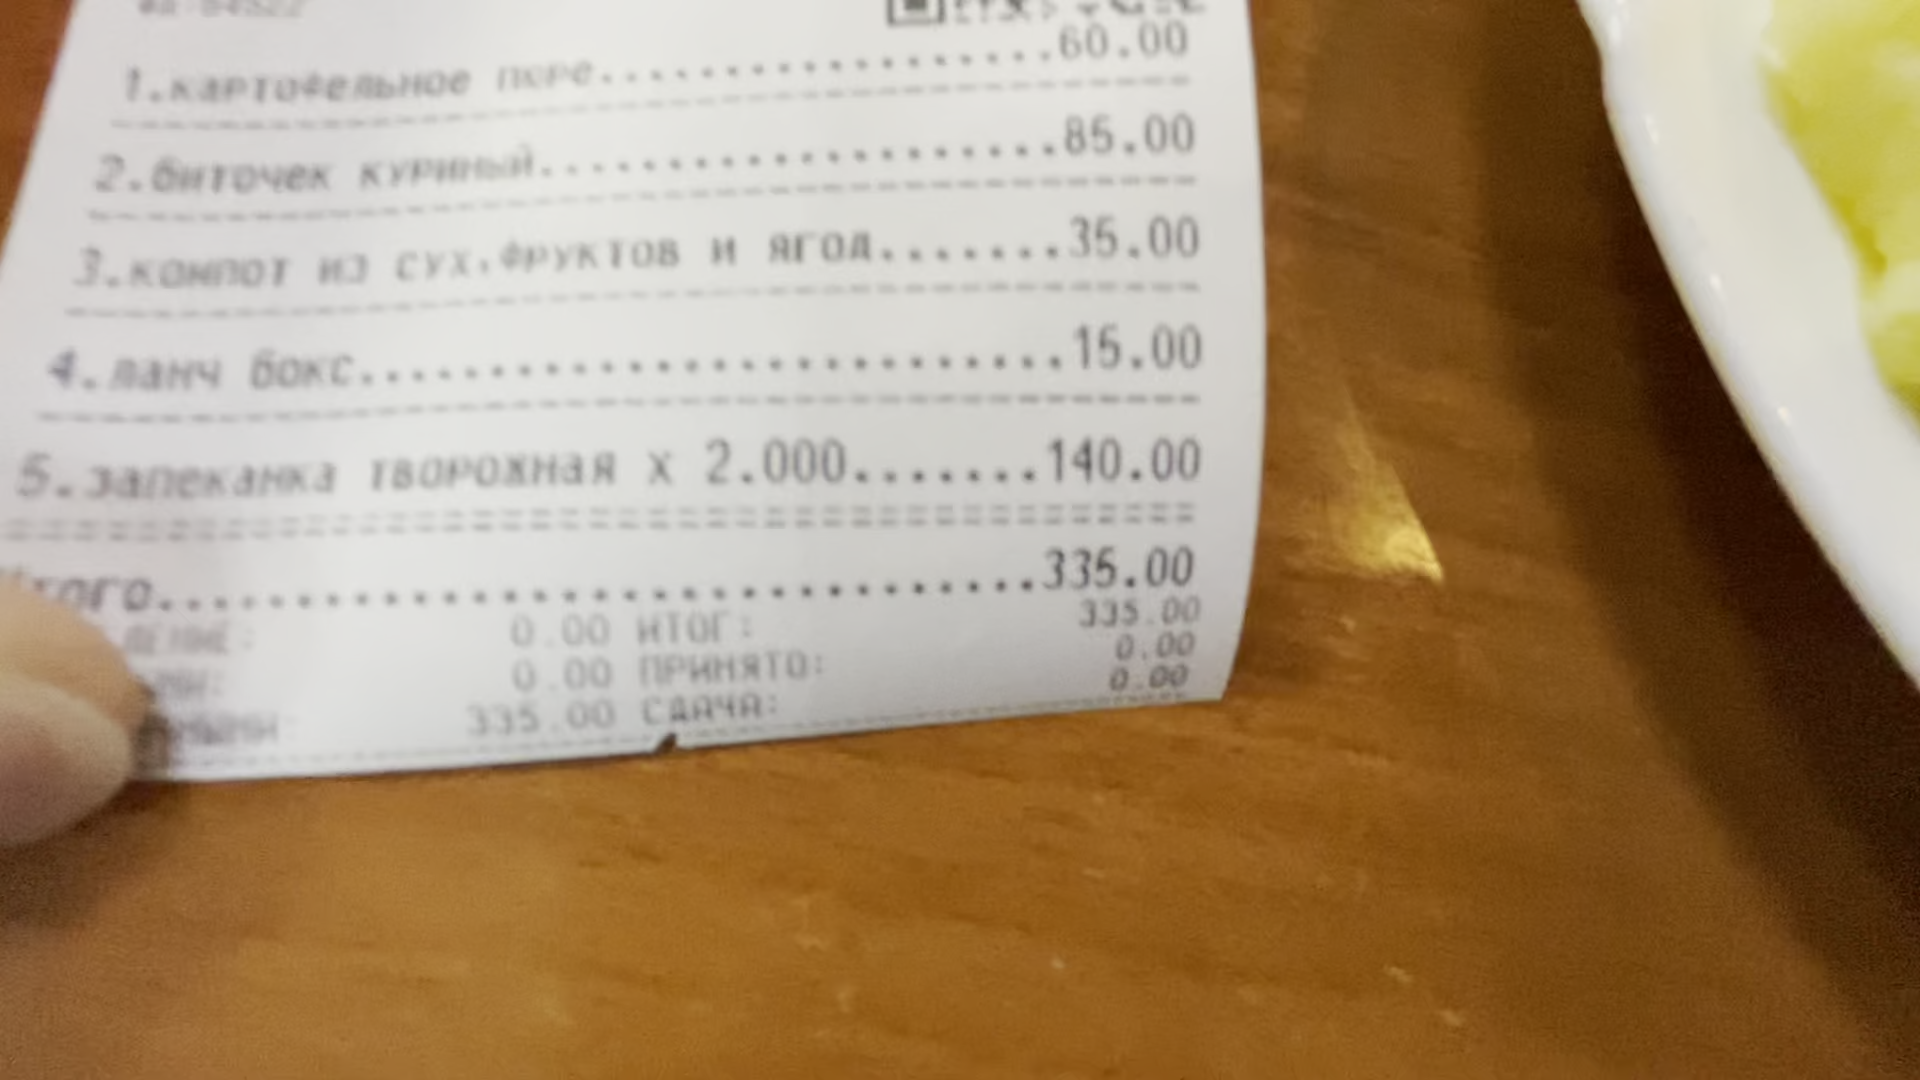 1.картофельное пюре..................60.00
2.биточек куриный....................85.00
3.компот из сух.фруктов и ягод.......35.00
4.ланч бокс..........................15.00
5.запеканка творожная X 2.000.......140.00
335.00
0.00 ИТОГ: 335.00
0.00 ПРИНЯТО: 0.00
335.00 СДАЧА: 0.00